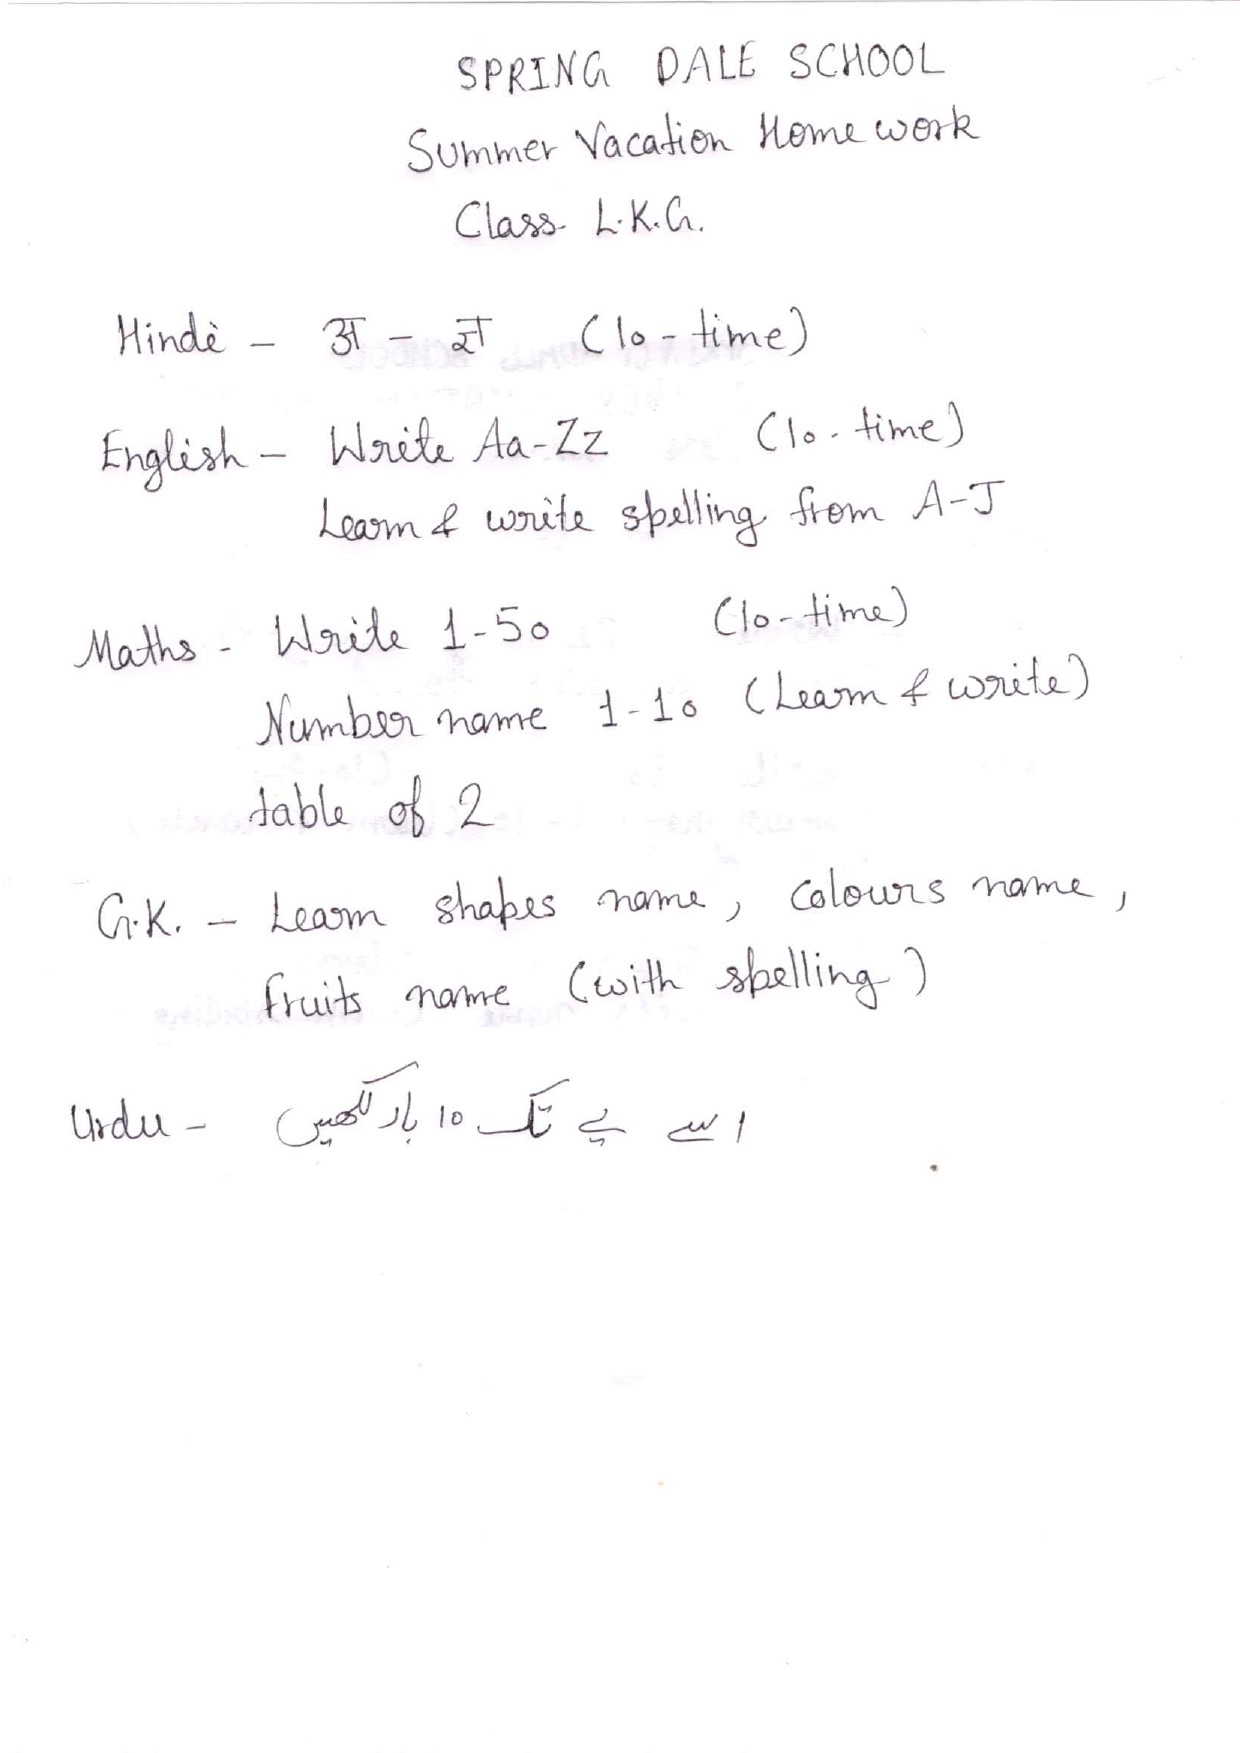 SPRING DALE SCHOOL
Summer Vacation Home work
Class L.K.G.
Hindi - अ - ज्ञ (10 - time)
English - Write Aa-Zz (10 - time)
Learn & write spelling from A-J
Maths - Write 1-50 (10-time)
Number name 1-10 (Learn & write)
table of 2
G.K. - Learn shapes name, Colours name,
fruits name (with spelling)
Urdu - ا سے ے تک 10 بار لکھیں